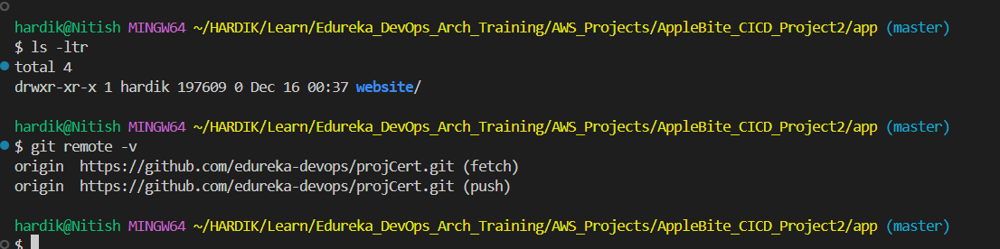 hardik@Nitish MINGW64 ~/HARDIK/Learn/Edureka_DevOps_Arch_Training/AWS_Projects/AppleBite_CICD_Project2/app (master)
$ ls -ltr
total 4
drwxr-xr-x 1 hardik 197609 0 Dec 16 00:37 website/
hardik@Nitish MINGW64 ~/HARDIK/Learn/Edureka_DevOps_Arch_Training/AWS_Projects/AppleBite_CICD_Project2/app (master)
$ git remote -v
origin  https://github.com/edureka-devops/projCert.git (fetch)
origin  https://github.com/edureka-devops/projCert.git (push)
hardik@Nitish MINGW64 ~/HARDIK/Learn/Edureka_DevOps_Arch_Training/AWS_Projects/AppleBite_CICD_Project2/app (master)
$